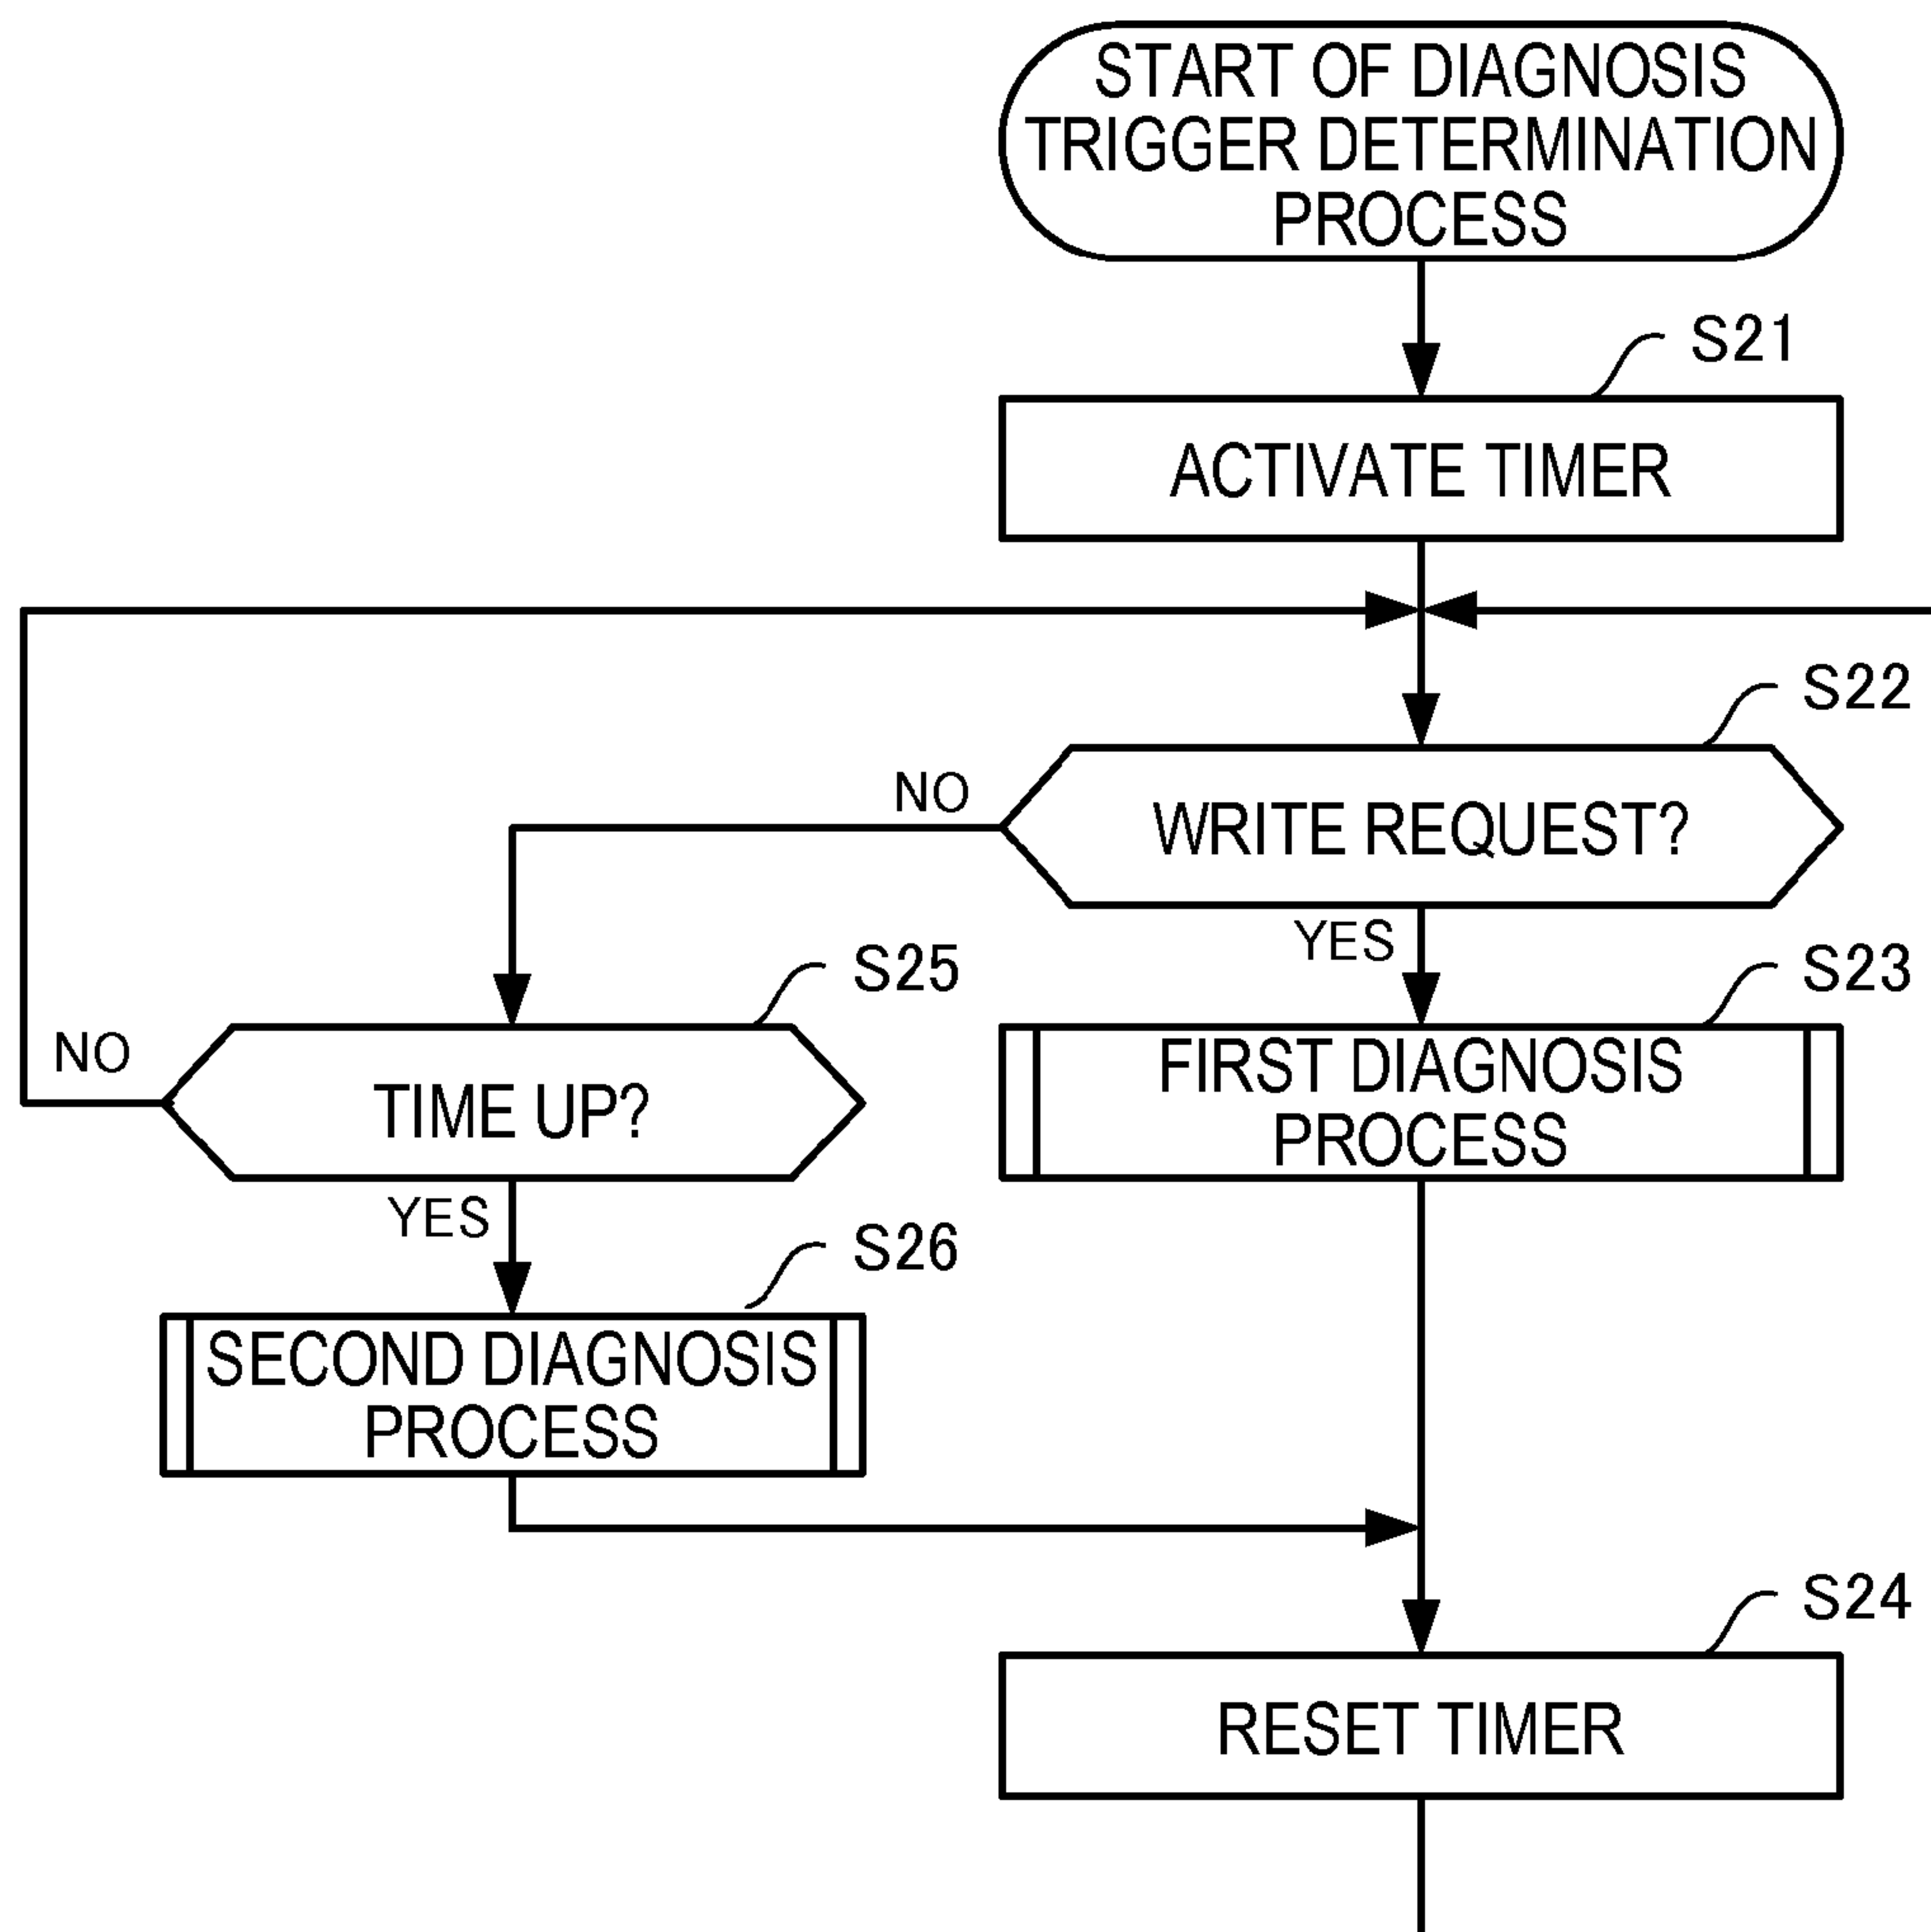 START OF DIAGNOSIS
TRIGGER DETERMINATION
PROCESS
S21
ACTIVATE TIMER
S22
NO
WRITE REQUEST?
YES
S25
S23
NO
TIME UP?
FIRST DIAGNOSIS
PROCESS
YES
S26
SECOND DIAGNOSIS
PROCESS
S24
RESET TIMER